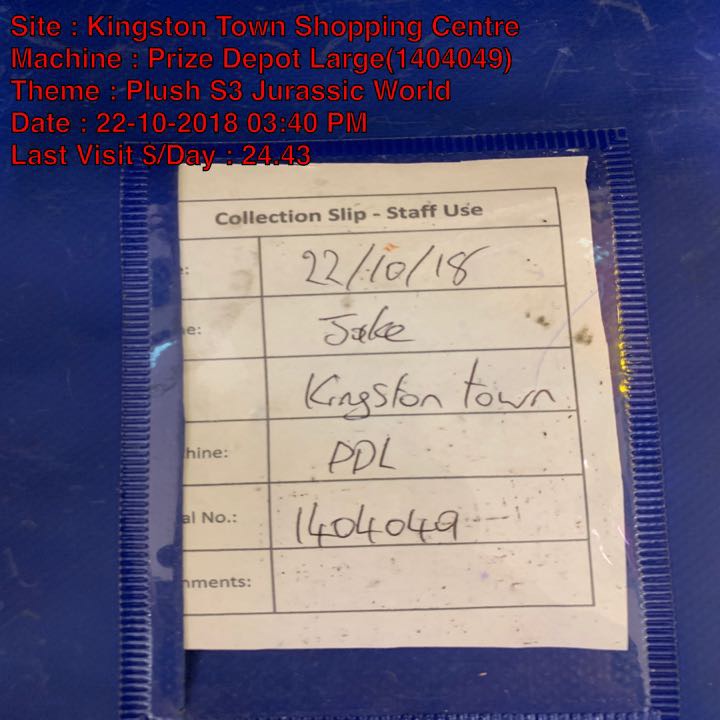 Site : Kingston Town Shopping Centre
Machine : Prize Depot Large(1404049)
Theme : Plush S3 Jurassic World
Date : 22-10-2018 03:40 PM
Last Visit $/Day : 24.43
Collection Slip - Staff Use
: 22/10/18
e: Jake
Kingston town
hine: PDL
al No.: 1404049
mments: